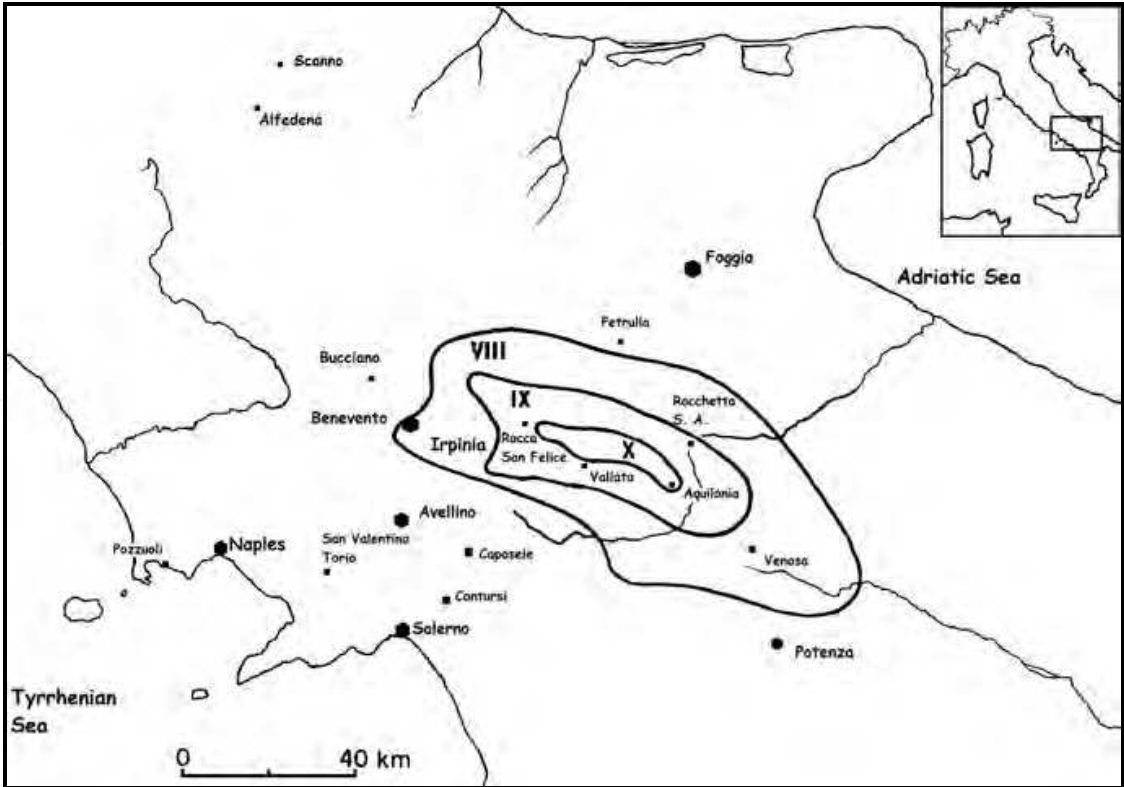 Scanno
Alfedena
Foggia
Adriatic Sea
Petrulla
VIII
Bucciano
Rocchetta
S. A.
IX
Benevento
Irpinia
Rocca
San Felice
X
Vallata
Aquilonia
Avellino
San Valentino
Torio
Naples
Pozzuoli
Caposele
Venosa
Contursi
Salerno
Potenza
Tyrrhenian
Sea
0 40 km